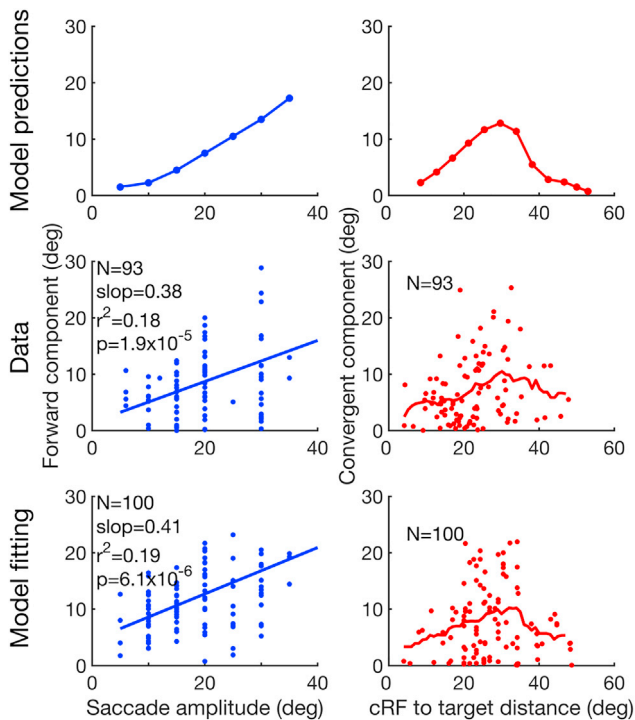 Model predictions
30
20
10
0
0 20 40
30
20
10
0
0 20 40 60
Data
Forward component (deg)
30
20
10
0
N=93
slop=0.38
r²=0.18
p=1.9x10⁻⁵
0 20 40
Convergent component (deg)
30
20
10
0
N=93
0 20 40 60
Model fitting
30
20
10
0
N=100
slop=0.41
r²=0.19
p=6.1x10⁻⁶
0 20 40
Saccade amplitude (deg)
30
20
10
0
N=100
0 20 40 60
cRF to target distance (deg)